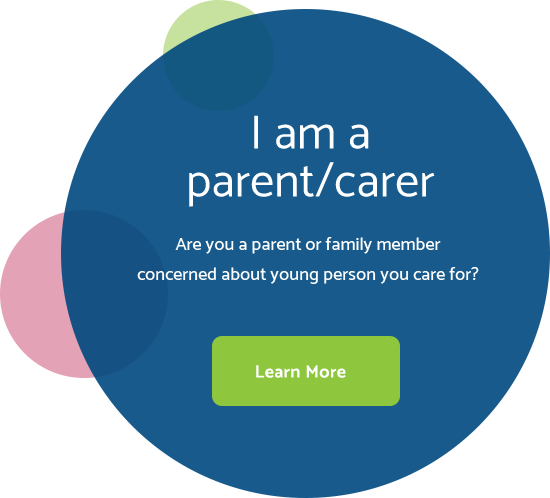 I am a
parent/carer
Are you a parent or family member
concerned about young person you care for?
Learn More